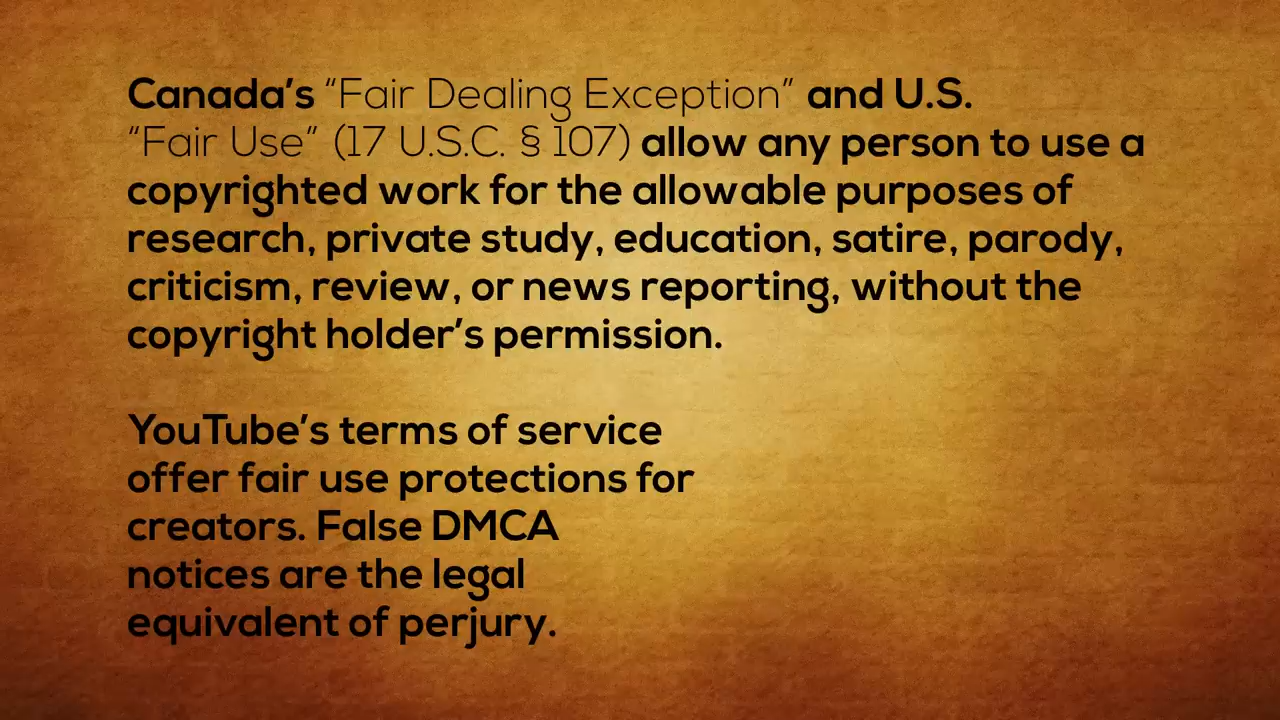 Canada’s “Fair Dealing Exception” and U.S.
“Fair Use” (17 U.S.C. § 107) allow any person to use a
copyrighted work for the allowable purposes of
research, private study, education, satire, parody,
criticism, review, or news reporting, without the
copyright holder’s permission.
YouTube’s terms of service
offer fair use protections for
creators. False DMCA
notices are the legal
equivalent of perjury.